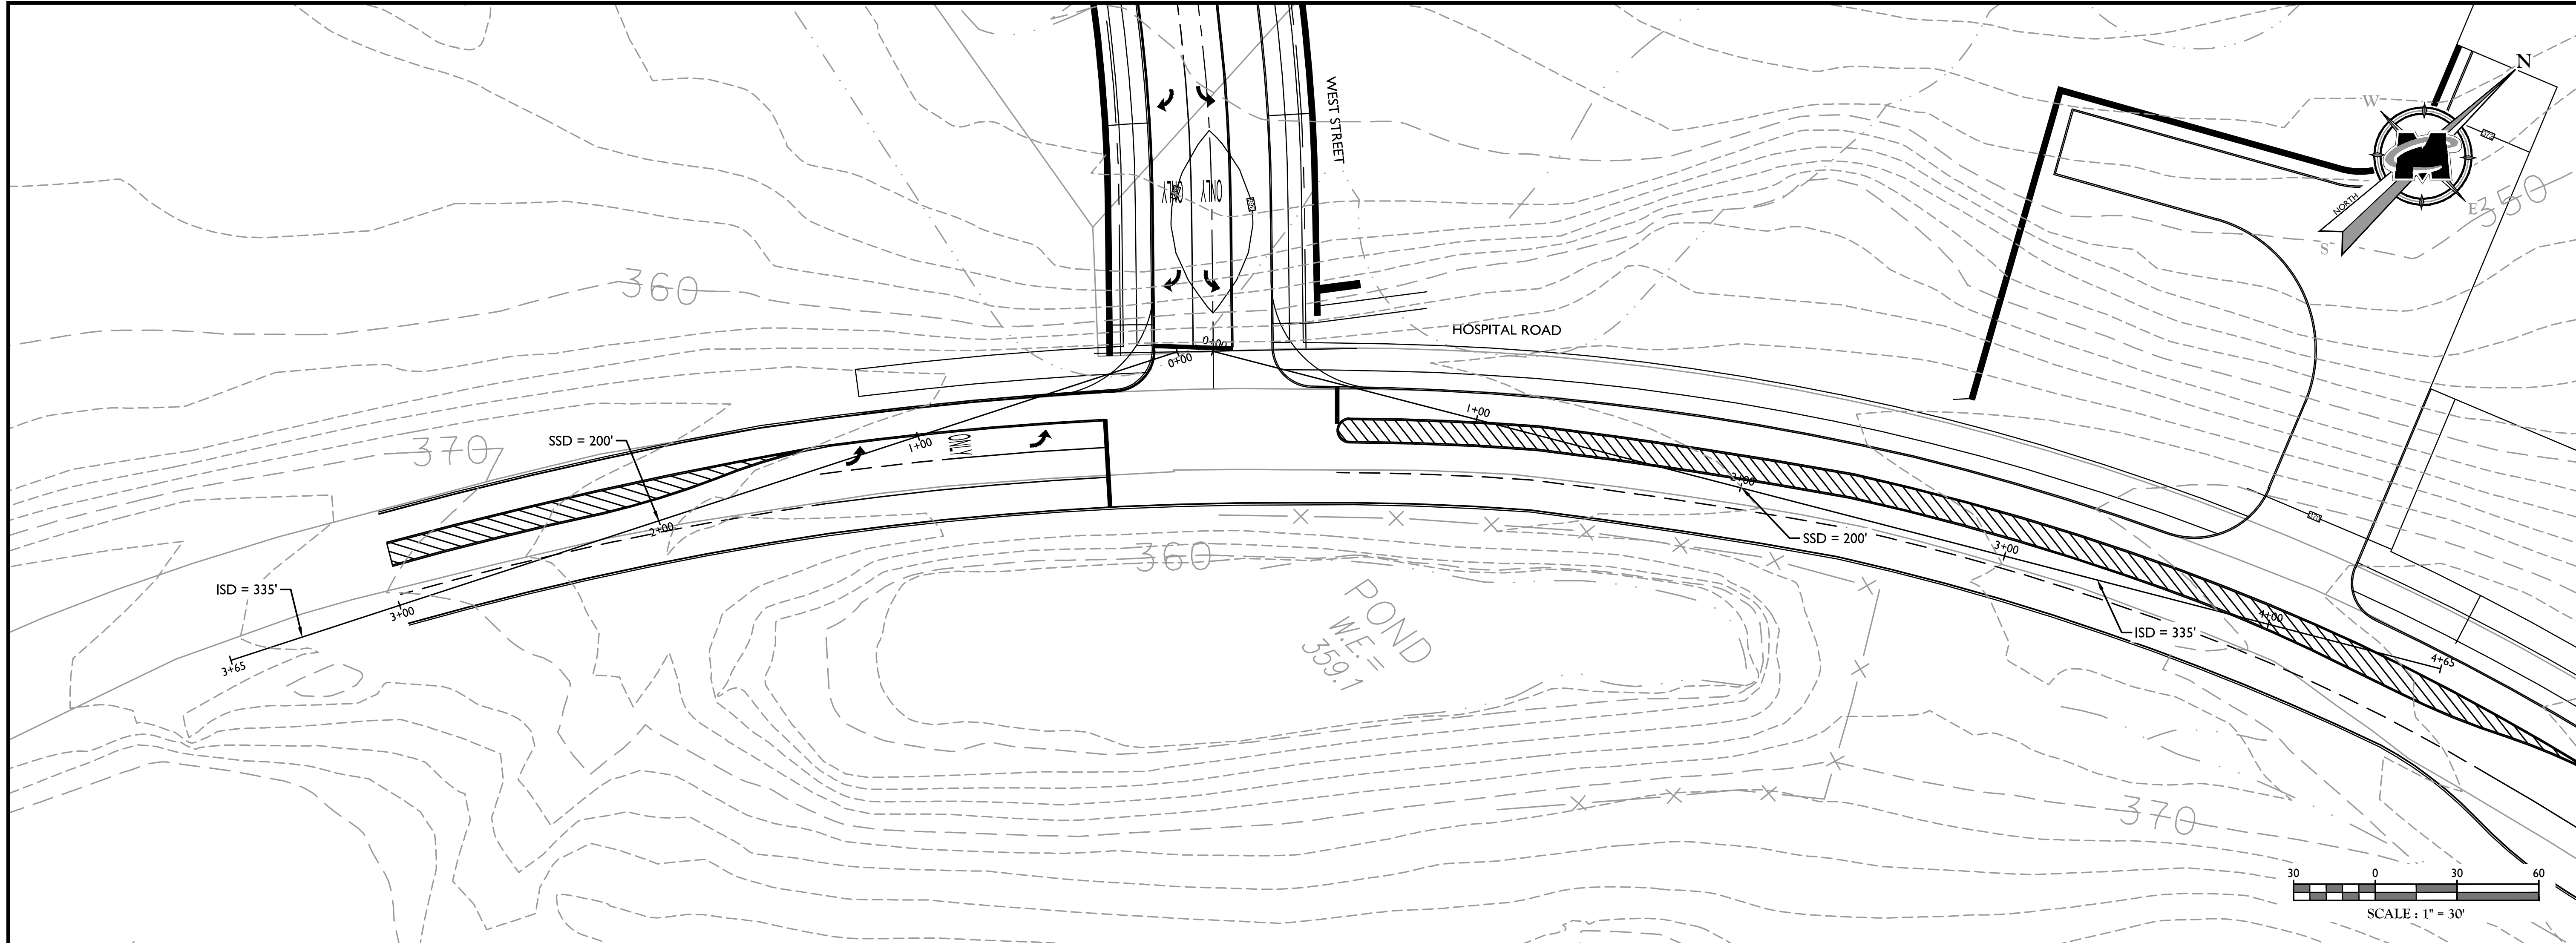 N
W
E
S
NORTH
350
WEST STREET
ONLY
ONLY
360
HOSPITAL ROAD
0+00
0+00
370
SSD = 200'
1+00
ONLY
1+00
2+00
2+00
SSD = 200'
3+00
360
ISD = 335'
3+00
POND
W.E.=
359.1
4+00
ISD = 335'
3+65
4+65
370
30 0 30 60
SCALE : 1" = 30'